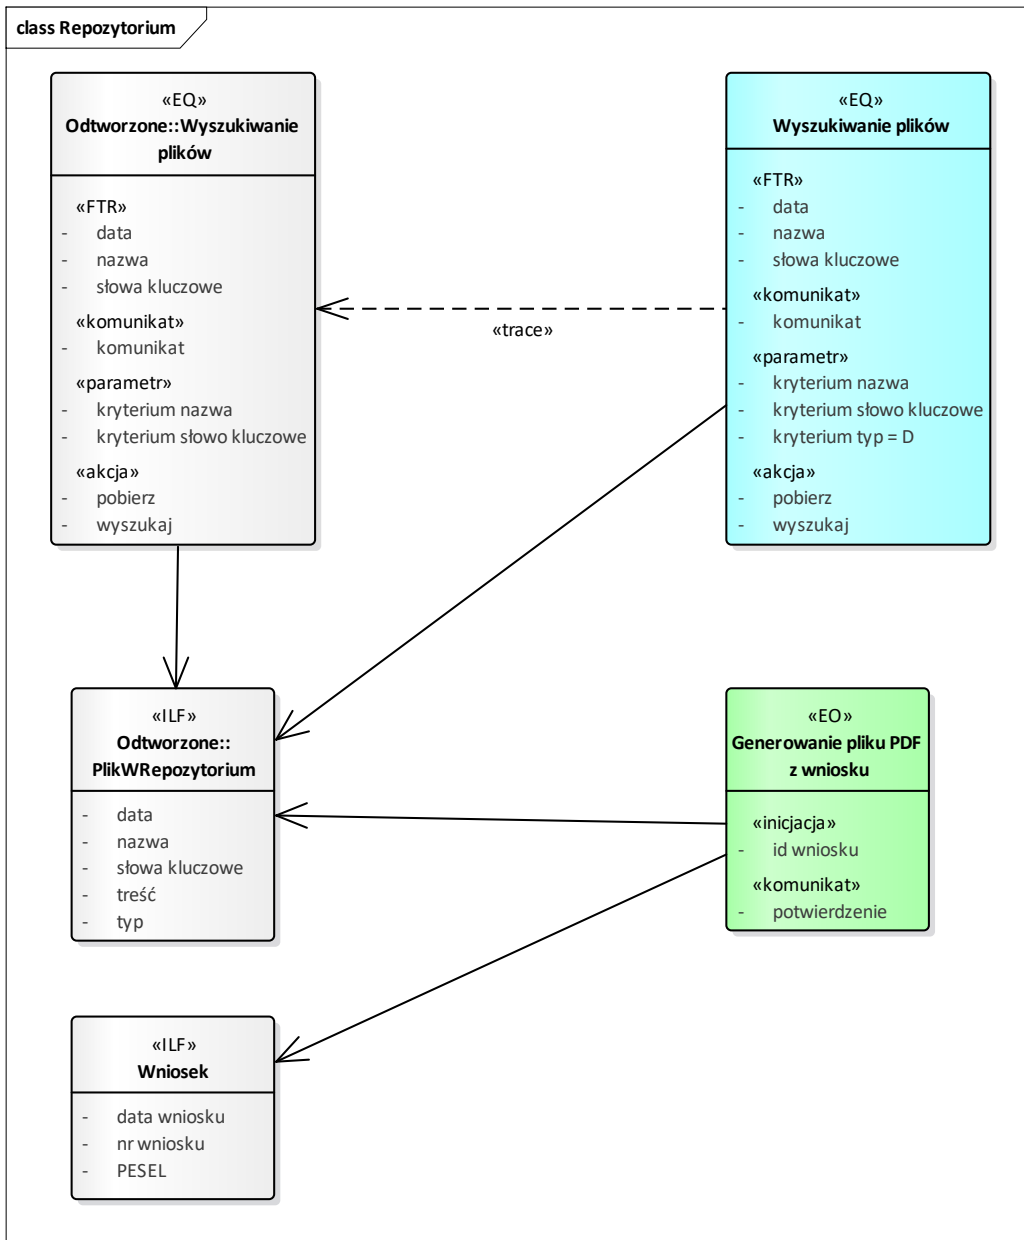 class Repozytorium
«EQ»
Odtworzone::Wyszukiwanie
plików
«FTR»
- data
- nazwa
- słowa kluczowe
«komunikat»
- komunikat
«parametr»
- kryterium nazwa
- kryterium słowo kluczowe
«akcja»
- pobierz
- wyszukaj
«EQ»
Wyszukiwanie plików
«FTR»
- data
- nazwa
- słowa kluczowe
«komunikat»
- komunikat
«parametr»
- kryterium nazwa
- kryterium słowo kluczowe
- kryterium typ = D
«akcja»
- pobierz
- wyszukaj
«trace»
«ILF»
Odtworzone::
PlikWRepozytorium
- data
- nazwa
- słowa kluczowe
- treść
- typ
«EO»
Generowanie pliku PDF
z wniosku
«inicjacja»
- id wniosku
«komunikat»
- potwierdzenie
«ILF»
Wniosek
- data wniosku
- nr wniosku
- PESEL